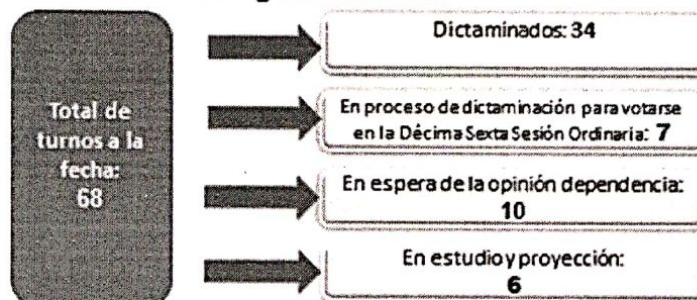 Total de
turnos a la
fecha:
68
Dictaminados: 34
En proceso de dictaminación para votarse
en la Décima Sexta Sesión Ordinaria: 7
En espera de la opinión dependencia:
10
En estudio y proyección:
6